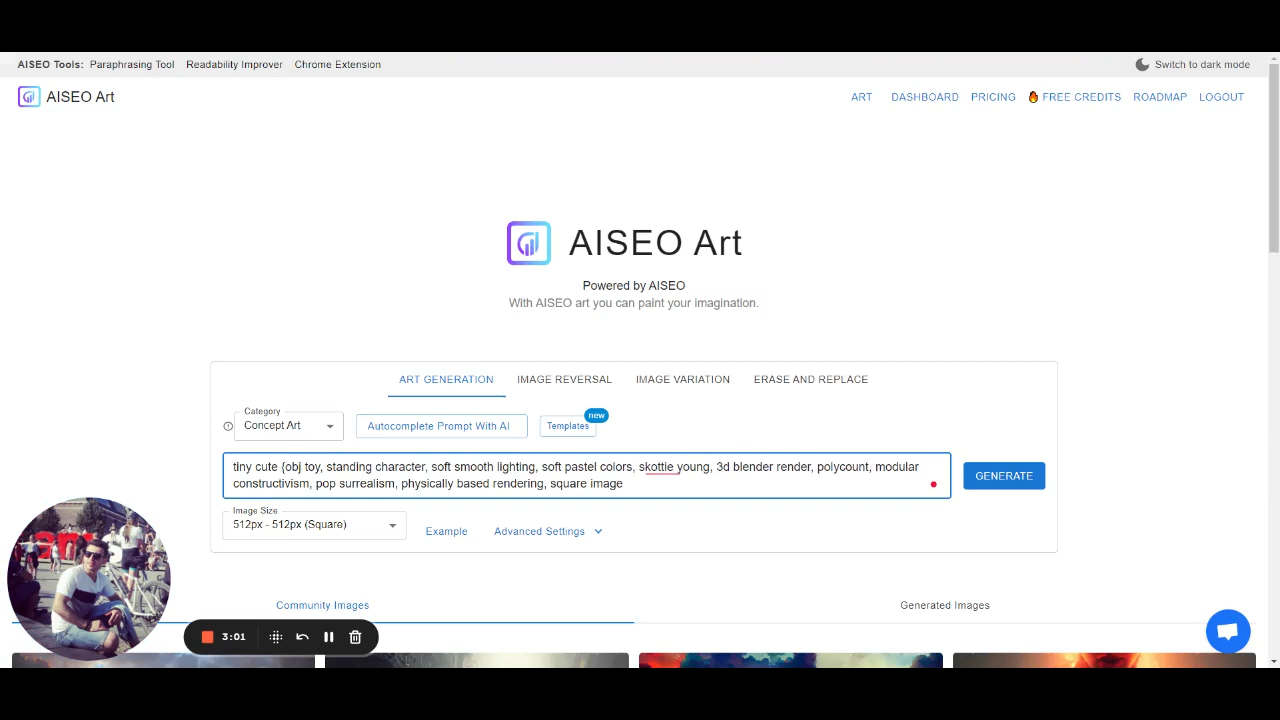 AISEO Tools: Paraphrasing Tool Readability Improver Chrome Extension Switch to dark mode
AISEO Art ART DASHBOARD PRICING FREE CREDITS ROADMAP LOGOUT
AISEO Art
Powered by AISEO
With AISEO art you can paint your imagination.
ART GENERATION IMAGE REVERSAL IMAGE VARIATION ERASE AND REPLACE
Category
Concept Art Autocomplete Prompt With AI Templates new
tiny cute {obj toy, standing character, soft smooth lighting, soft pastel colors, skottie young, 3d blender render, polycount, modular
constructivism, pop surrealism, physically based rendering, square image
GENERATE
Image Size
512px - 512px (Square) Example Advanced Settings
Community Images Generated Images
3:01